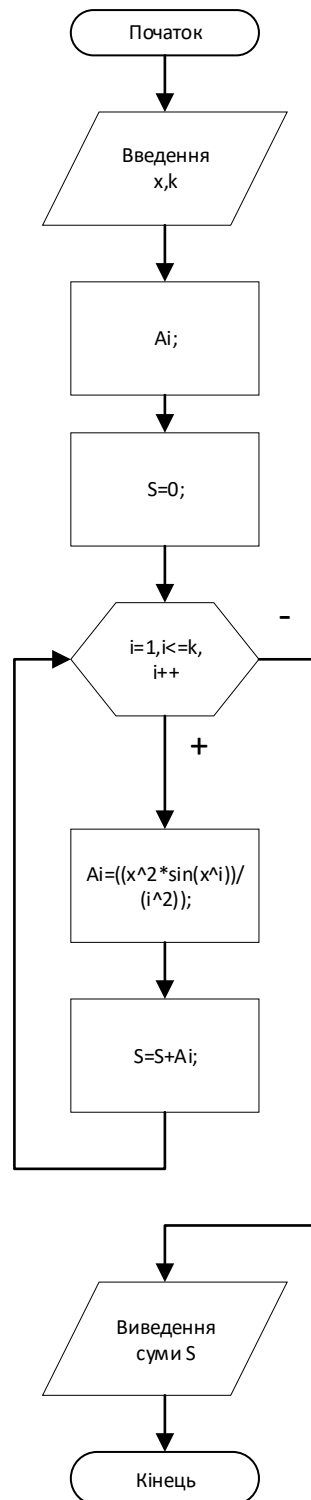 Початок
Введення
x,k
Ai;
S=0;
i=1,i<=k,
i++
-
+
Ai=((x^2*sin(x^i))/
(i^2));
S=S+Ai;
Виведення
суми S
Кінець